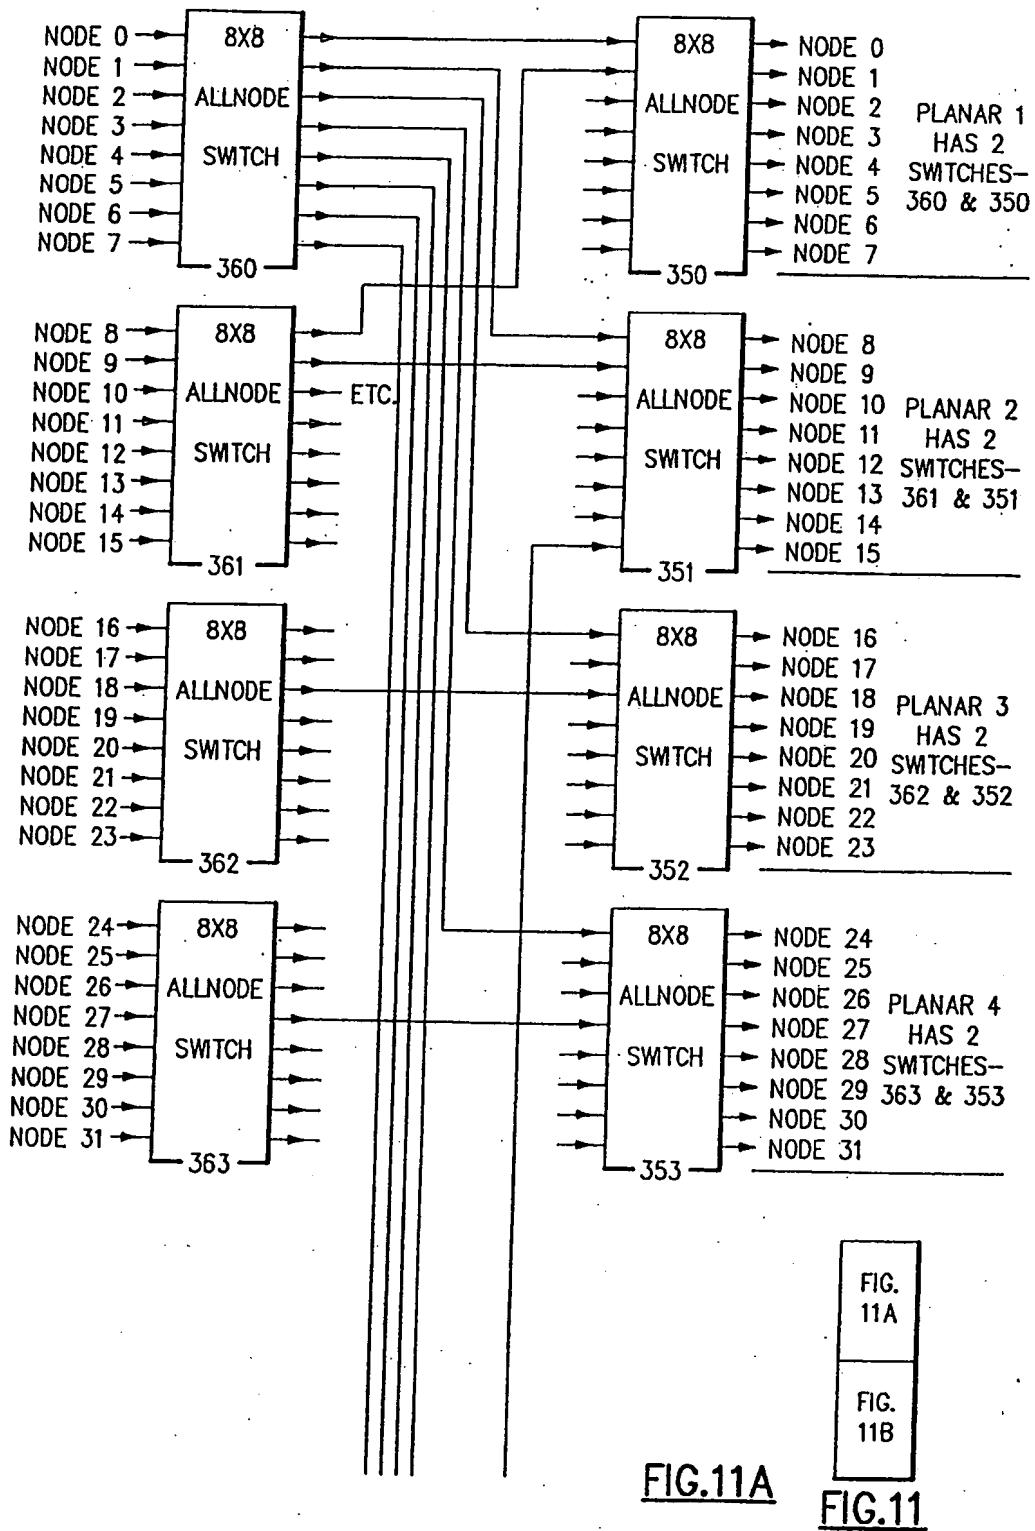 NODE 0
NODE 1
NODE 2
NODE 3
NODE 4
NODE 5
NODE 6
NODE 7
8X8
ALLNODE
SWITCH
360
8X8
ALLNODE
SWITCH
350
NODE 0
NODE 1
NODE 2
NODE 3
NODE 4
NODE 5
NODE 6
NODE 7
PLANAR 1
HAS 2
SWITCHES-
360 & 350
NODE 8
NODE 9
NODE 10
NODE 11
NODE 12
NODE 13
NODE 14
NODE 15
8X8
ALLNODE
SWITCH
361
ETC.
8X8
ALLNODE
SWITCH
351
NODE 8
NODE 9
NODE 10
NODE 11
NODE 12
NODE 13
NODE 14
NODE 15
PLANAR 2
HAS 2
SWITCHES-
361 & 351
NODE 16
NODE 17
NODE 18
NODE 19
NODE 20
NODE 21
NODE 22
NODE 23
8X8
ALLNODE
SWITCH
362
8X8
ALLNODE
SWITCH
352
NODE 16
NODE 17
NODE 18
NODE 19
NODE 20
NODE 21
NODE 22
NODE 23
PLANAR 3
HAS 2
SWITCHES-
362 & 352
NODE 24
NODE 25
NODE 26
NODE 27
NODE 28
NODE 29
NODE 30
NODE 31
8X8
ALLNODE
SWITCH
363
8X8
ALLNODE
SWITCH
353
NODE 24
NODE 25
NODE 26
NODE 27
NODE 28
NODE 29
NODE 30
NODE 31
PLANAR 4
HAS 2
SWITCHES-
363 & 353
FIG.
11A
FIG.
11B
FIG.11A
FIG.11